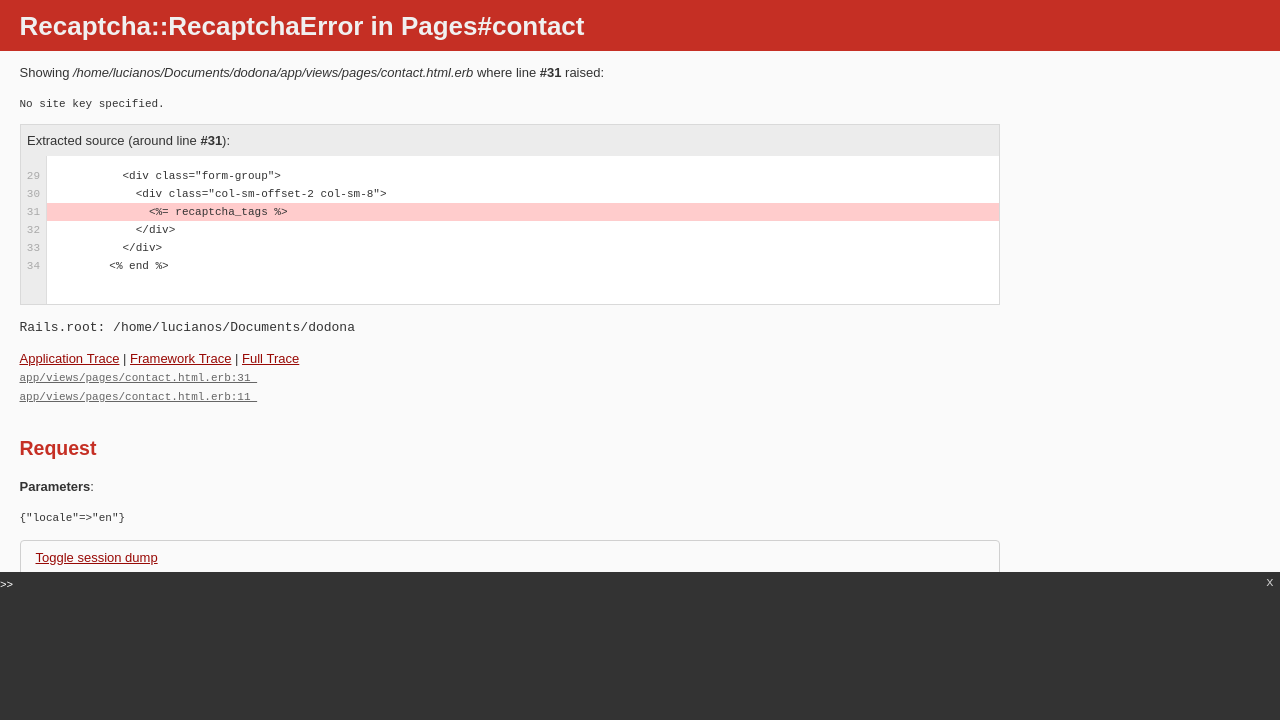 Recaptcha::RecaptchaError in Pages#contact
Showing /home/lucianos/Documents/dodona/app/views/pages/contact.html.erb where line #31 raised:
No site key specified.
Extracted source (around line #31):
29 <div class="form-group">
30 <div class="col-sm-offset-2 col-sm-8">
31 <%= recaptcha_tags %>
32 </div>
33 </div>
34 <% end %>
Rails.root: /home/lucianos/Documents/dodona
Application Trace | Framework Trace | Full Trace
app/views/pages/contact.html.erb:31
app/views/pages/contact.html.erb:11
Request
Parameters:
{"locale"=>"en"}
Toggle session dump
>> x